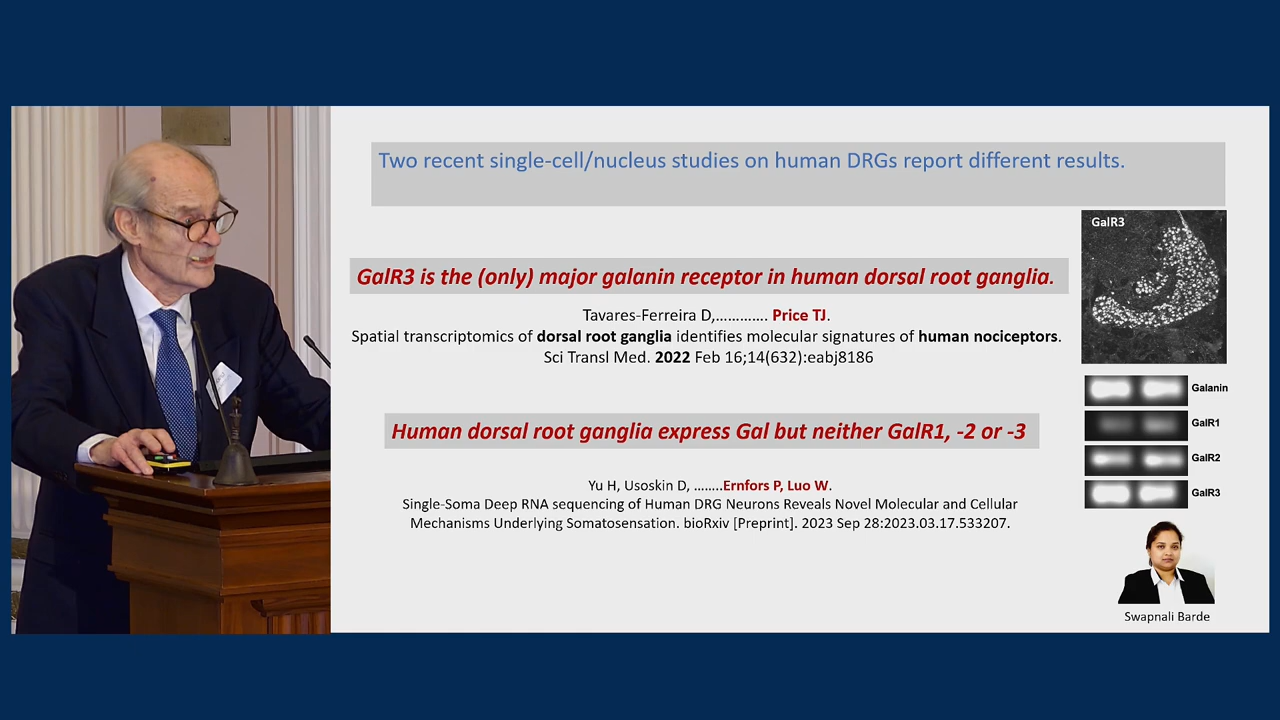 Two recent single-cell/nucleus studies on human DRGs report different results.
GalR3
GalR3 is the (only) major galanin receptor in human dorsal root ganglia.
Tavares-Ferreira D,............. Price TJ.
Spatial transcriptomics of dorsal root ganglia identifies molecular signatures of human nociceptors.
Sci Transl Med. 2022 Feb 16;14(632):eabj8186
Galanin
GalR1
GalR2
GalR3
Human dorsal root ganglia express Gal but neither GalR1, -2 or -3
Yu H, Usoskin D, ........Ernfors P, Luo W.
Single-Soma Deep RNA sequencing of Human DRG Neurons Reveals Novel Molecular and Cellular
Mechanisms Underlying Somatosensation. bioRxiv [Preprint]. 2023 Sep 28:2023.03.17.533207.
Swapnali Barde